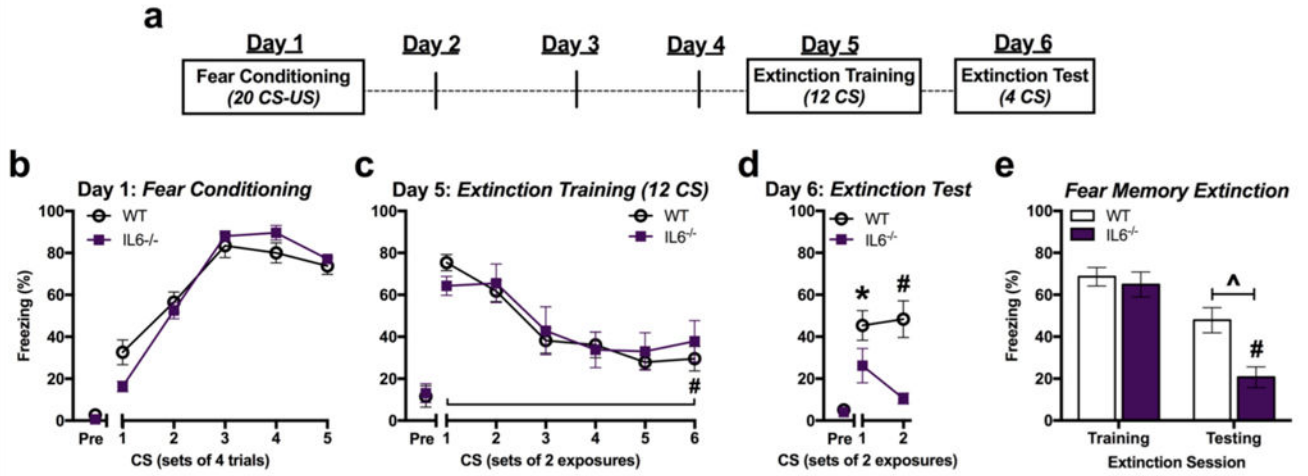 a
Day 1 Day 2 Day 3 Day 4 Day 5 Day 6
Fear Conditioning
(20 CS-US)
Extinction Training
(12 CS)
Extinction Test
(4 CS)
b
Day 1: Fear Conditioning
WT
IL6-/-
Freezing (%)
100
80
60
40
20
0
Pre 1 2 3 4 5
CS (sets of 4 trials)
c
Day 5: Extinction Training (12 CS)
WT
IL6-/-
100
80
60
40
20
0
#
Pre 1 2 3 4 5 6
CS (sets of 2 exposures)
d
Day 6: Extinction Test
WT
IL6-/-
100
80
60
40
20
0
* #
Pre 1 2
CS (sets of 2 exposures)
e
Fear Memory Extinction
WT
IL6-/-
Freezing (%)
100
80
60
40
20
0
^
#
Training Testing
Extinction Session